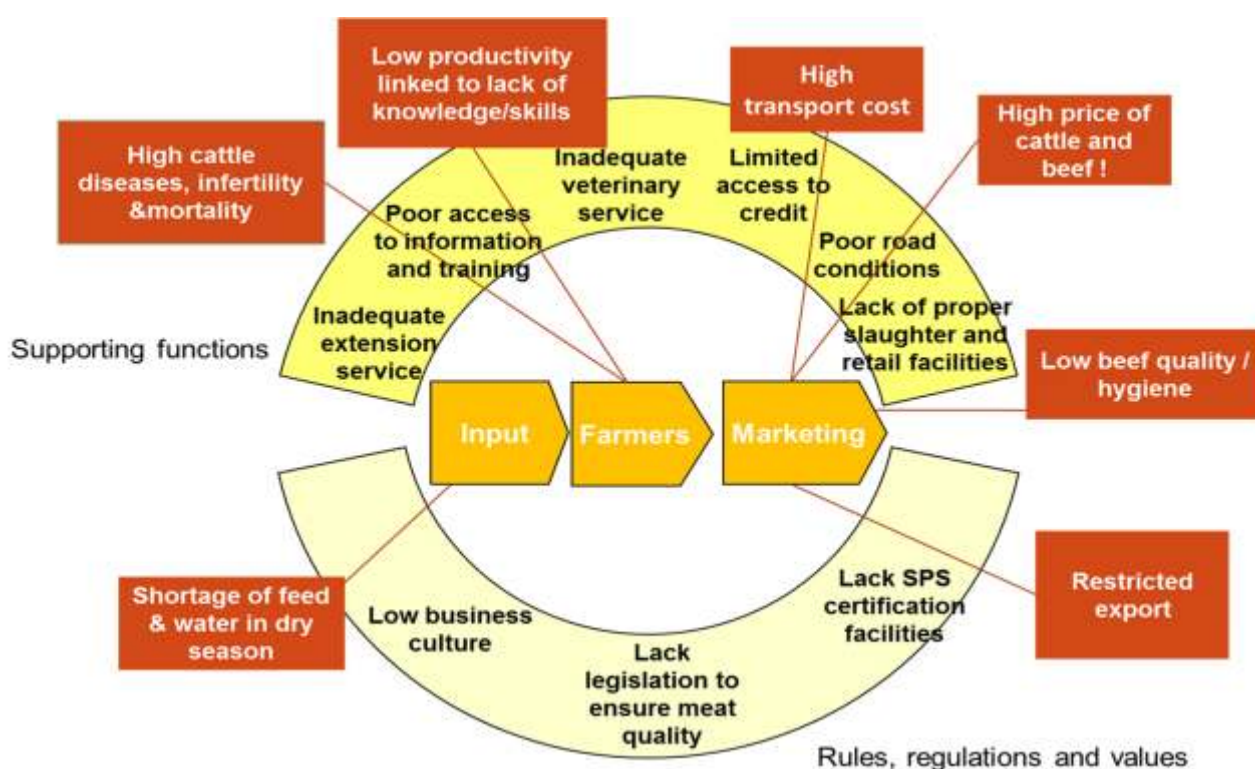 Low productivity
linked to lack of
knowledge/skills
High
transport cost
High price of
cattle and
beef !
High cattle
diseases, infertility
&mortality
Inadequate
veterinary
service
Limited
access to
credit
Poor access
to information
and training
Poor road
conditions
Inadequate
extension
service
Lack of proper
slaughter and
retail facilities
Supporting functions
Low beef quality /
hygiene
Input
Farmers
Marketing
Shortage of feed
& water in dry
season
Low business
culture
Lack
legislation to
ensure meat
quality
Lack SPS
certification
facilities
Restricted
export
Rules, regulations and values